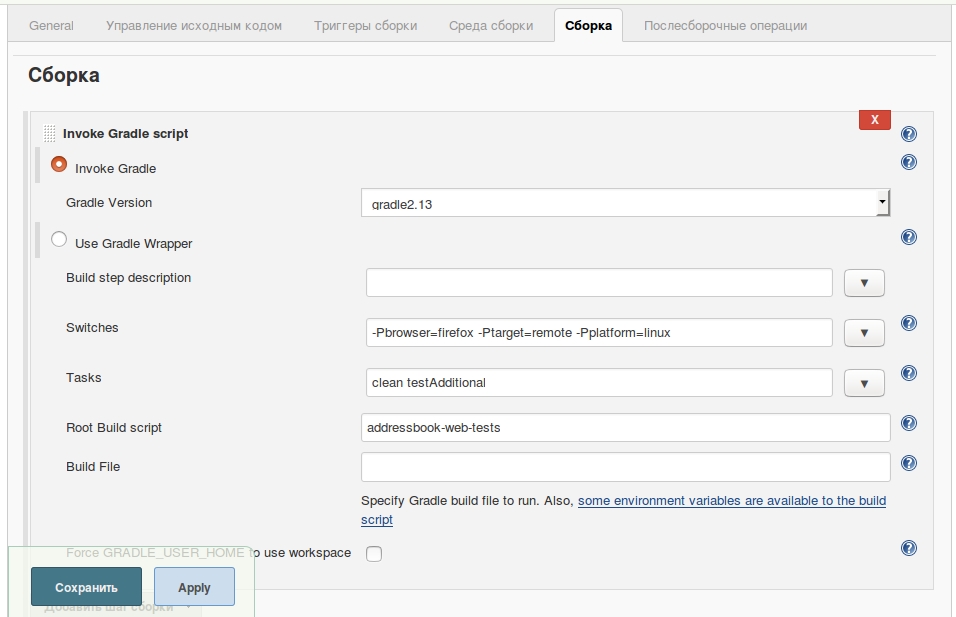 General Управление исходным кодом Триггеры сборки Среда сборки Сборка Послесборочные операции
Сборка
X
Invoke Gradle script ?
Invoke Gradle ?
Gradle Version gradle2.13
Use Gradle Wrapper ?
Build step description
Switches -Pbrowser=firefox -Ptarget=remote -Pplatform=linux ?
Tasks clean testAdditional ?
Root Build script addressbook-web-tests ?
Build File ?
Specify Gradle build file to run. Also, some environment variables are available to the build
script
Force GRADLE_USER_HOME to use workspace ?
Сохранить Apply
Добавить шаг сборки